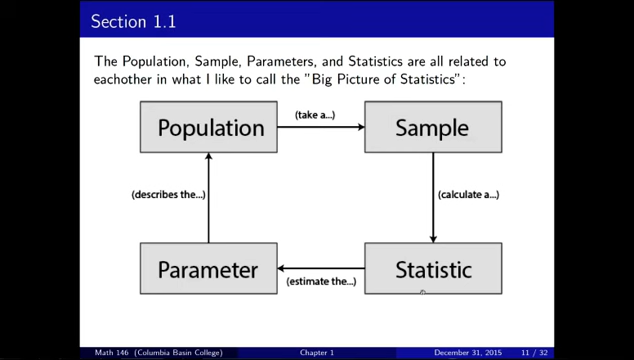 Section 1.1
The Population, Sample, Parameters, and Statistics are all related to
eachother in what I like to call the "Big Picture of Statistics":
Population
(take a...)
Sample
(describes the...)
(calculate a...)
Parameter
(estimate the...)
Statistic
Math 146 (Columbia Basin College)
Chapter 1
December 31, 2015
11 / 32